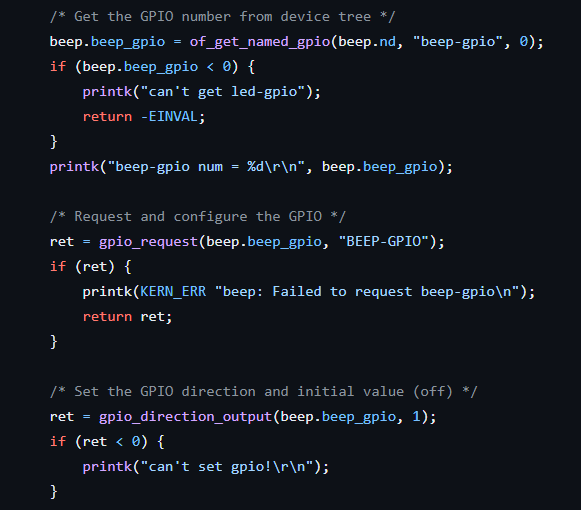 /* Get the GPIO number from device tree */
beep.beep_gpio = of_get_named_gpio(beep.nd, "beep-gpio", 0);
if (beep.beep_gpio < 0) {
    printk("can't get led-gpio");
    return -EINVAL;
}
printk("beep-gpio num = %d\r\n", beep.beep_gpio);

/* Request and configure the GPIO */
ret = gpio_request(beep.beep_gpio, "BEEP-GPIO");
if (ret) {
    printk(KERN_ERR "beep: Failed to request beep-gpio\n");
    return ret;
}

/* Set the GPIO direction and initial value (off) */
ret = gpio_direction_output(beep.beep_gpio, 1);
if (ret < 0) {
    printk("can't set gpio!\r\n");
}